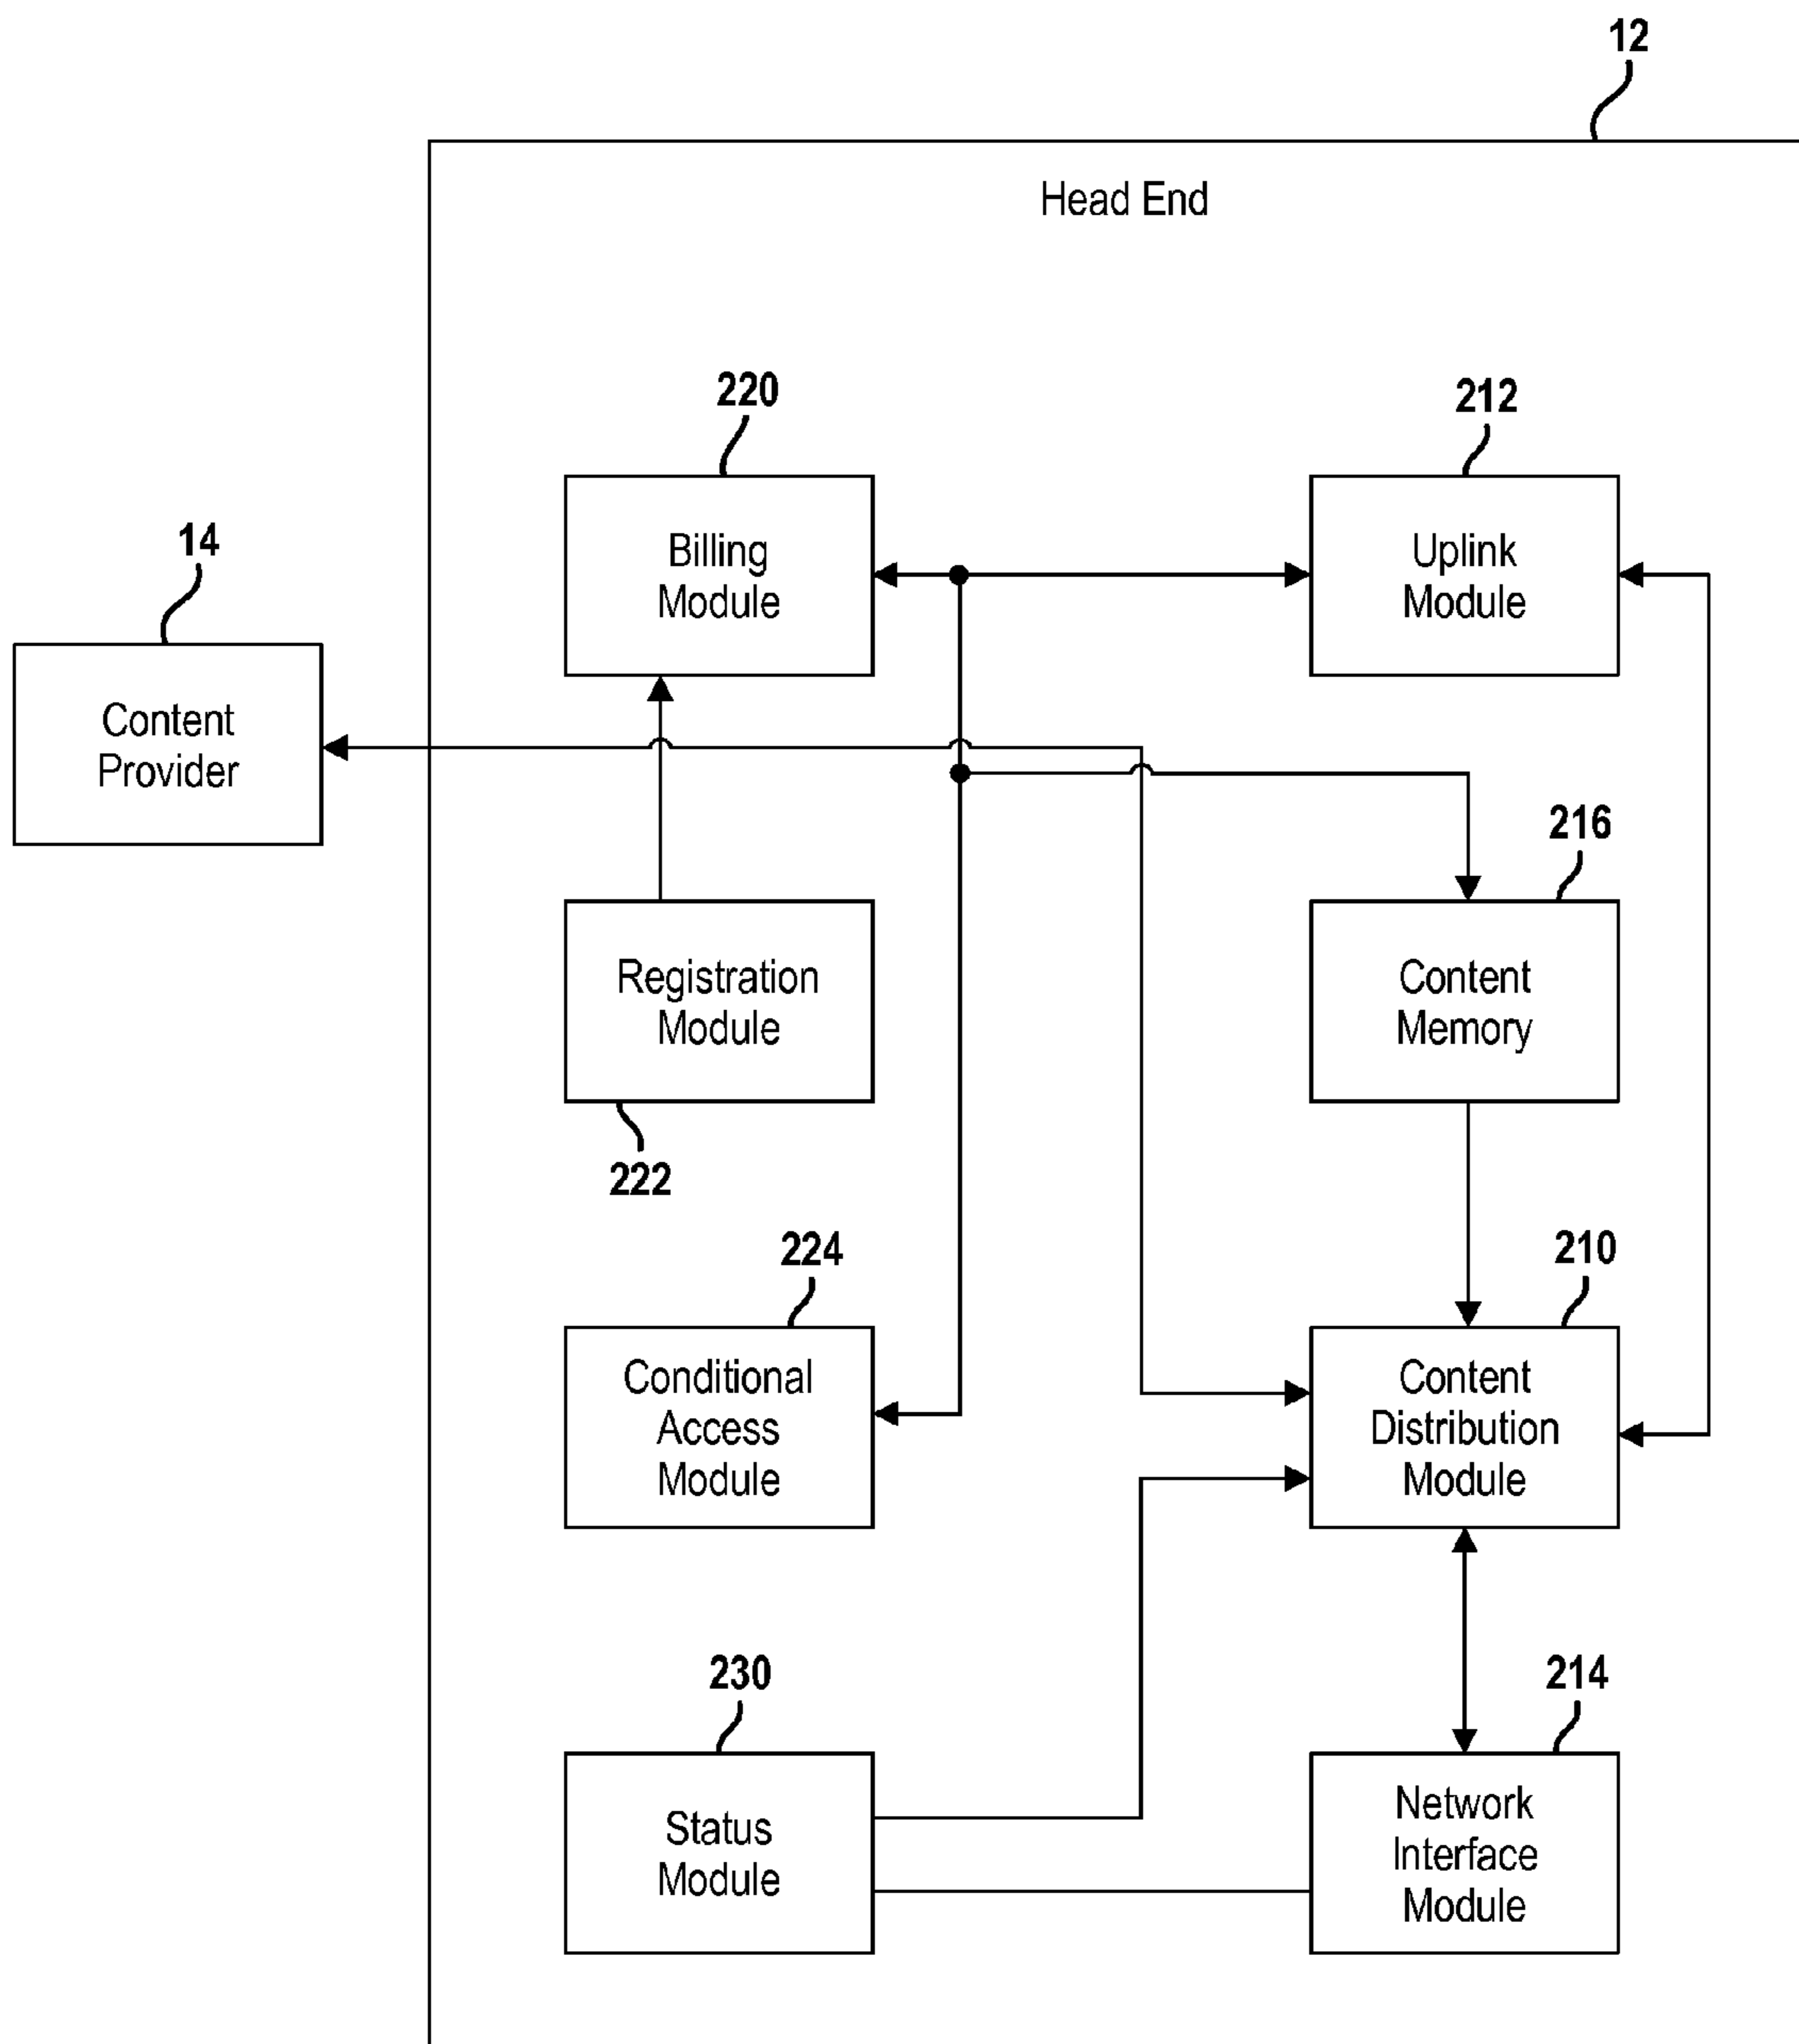 12
Head End
220
212
Billing
Module
Uplink
Module
14
Content
Provider
216
Registration
Module
Content
Memory
222
224
210
Conditional
Access
Module
Content
Distribution
Module
230
214
Status
Module
Network
Interface
Module